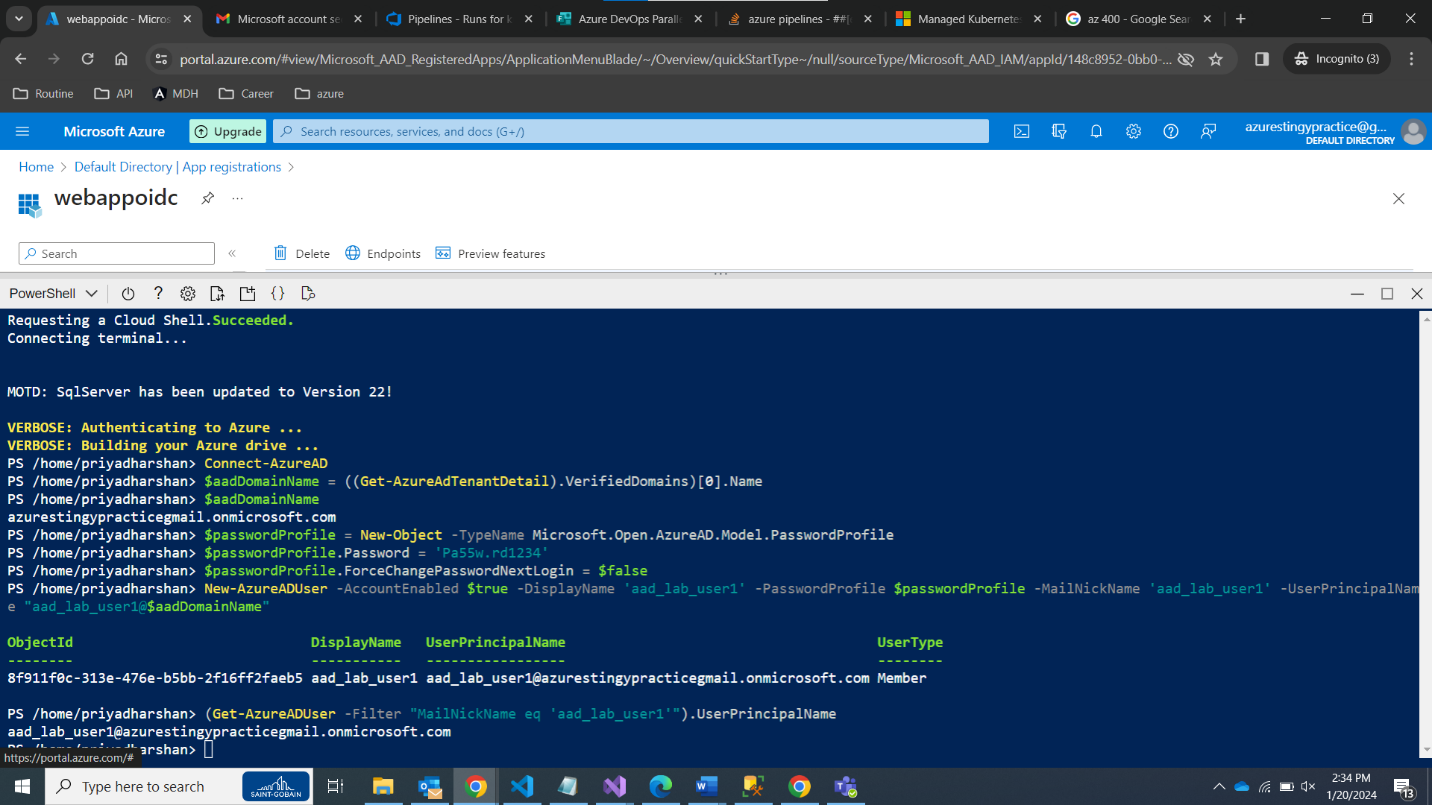 webappoidc - Micros
Microsoft account se
Pipelines - Runs for k
Azure DevOps Parall
azure pipelines - ##[
Managed Kubernete
az 400 - Google Sear
portal.azure.com/#view/Microsoft_AAD_RegisteredApps/ApplicationMenuBlade/~/Overview/quickStartType~/null/sourceType/Microsoft_AAD_IAM/appId/148c8952-0bb0-...
Incognito (3)
Routine
API
MDH
Career
azure
Microsoft Azure
Upgrade
Search resources, services, and docs (G+/)
azurestingypractice@g...
DEFAULT DIRECTORY
Home > Default Directory | App registrations >
webappoidc
...
Search
«
Delete
Endpoints
Preview features
PowerShell
Requesting a Cloud Shell.Succeeded.
Connecting terminal...
MOTD: SqlServer has been updated to Version 22!
VERBOSE: Authenticating to Azure ...
VERBOSE: Building your Azure drive ...
PS /home/priyadharshan> Connect-AzureAD
PS /home/priyadharshan> $aadDomainName = ((Get-AzureAdTenantDetail).VerifiedDomains)[0].Name
PS /home/priyadharshan> $aadDomainName
azurestingypracticegmail.onmicrosoft.com
PS /home/priyadharshan> $passwordProfile = New-Object -TypeName Microsoft.Open.AzureAD.Model.PasswordProfile
PS /home/priyadharshan> $passwordProfile.Password = 'Pa55w.rd1234'
PS /home/priyadharshan> $passwordProfile.ForceChangePasswordNextLogin = $false
PS /home/priyadharshan> New-AzureADUser -AccountEnabled $true -DisplayName 'aad_lab_user1' -PasswordProfile $passwordProfile -MailNickName 'aad_lab_user1' -UserPrincipalNam
e "aad_lab_user1@$aadDomainName"
ObjectId DisplayName UserPrincipalName UserType
-------- ----------- ----------------- --------
8f911f0c-313e-476e-b5bb-2f16ff2faeb5 aad_lab_user1 aad_lab_user1@azurestingypracticegmail.onmicrosoft.com Member
PS /home/priyadharshan> (Get-AzureADUser -Filter "MailNickName eq 'aad_lab_user1'").UserPrincipalName
aad_lab_user1@azurestingypracticegmail.onmicrosoft.com
PS /home/priyadharshan>
https://portal.azure.com/#
Type here to search
SAINT-GOBAIN
2:34 PM
1/20/2024
13